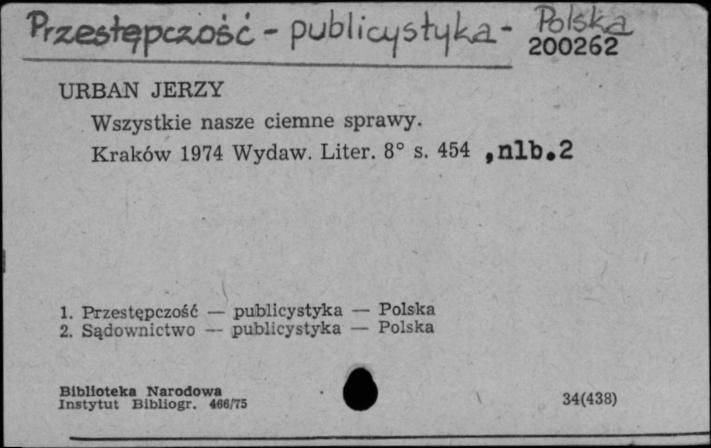 Przestępczość - publicystyka - Polska
200262
URBAN JERZY
Wszystkie nasze ciemne sprawy.
Kraków 1974 Wydaw. Liter. 8° s. 454 ,nlb.2
1. Przestępczość — publicystyka — Polska
2. Sądownictwo — publicystyka — Polska
Biblioteka Narodowa
Instytut Bibliogr. 466/75
34(438)